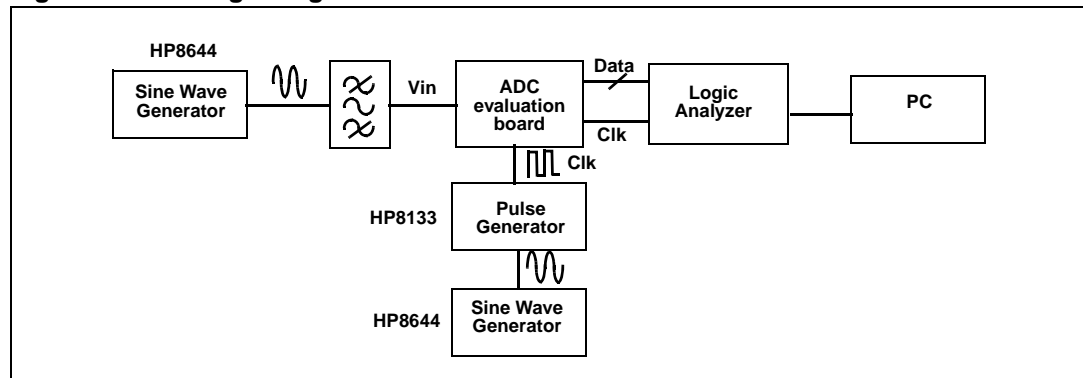 HP8644
Sine Wave
Generator
Vin
ADC
evaluation
board
Data
Clk
Logic
Analyzer
PC
Clk
HP8133
Pulse
Generator
HP8644
Sine Wave
Generator